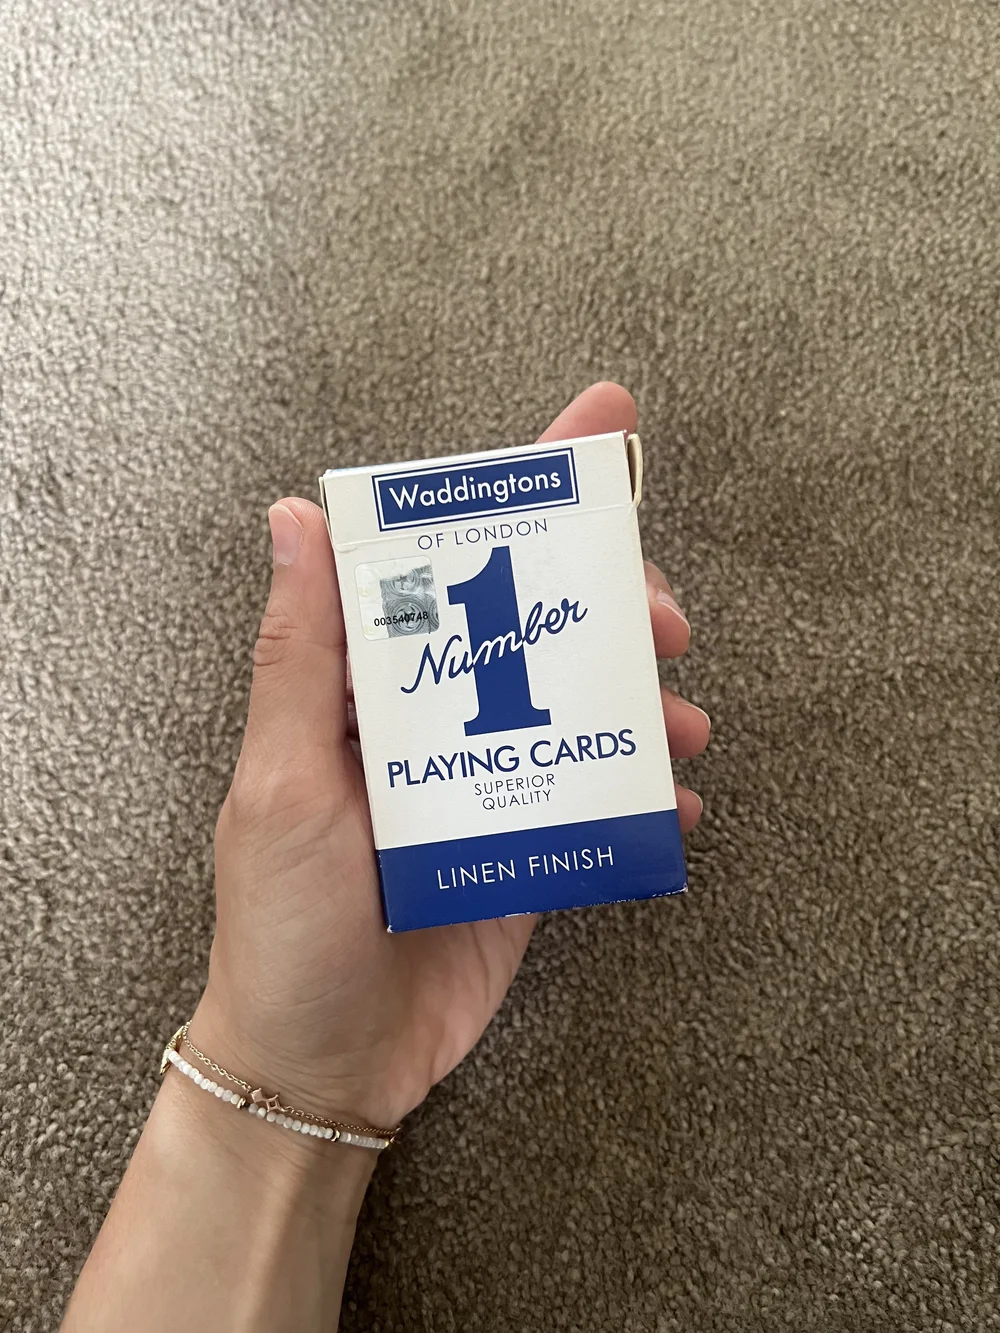 Waddingtons
OF LONDON
1
003540748
Number
PLAYING CARDS
SUPERIOR
QUALITY
LINEN FINISH